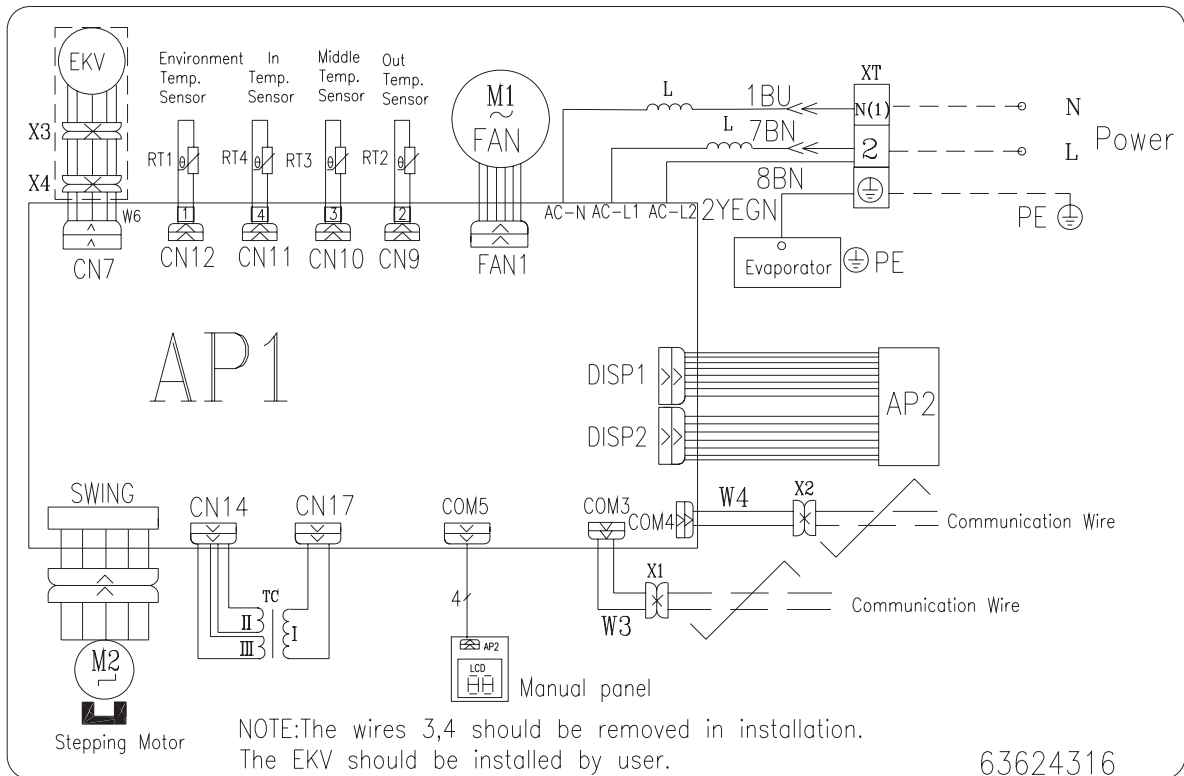 EKV
X3
X4
W6
CN7
Environment
Temp.
Sensor
In
Temp.
Sensor
Middle
Temp.
Sensor
Out
Temp.
Sensor
RT1
θ
RT4
θ
RT3
θ
RT2
θ
1
4
3
2
CN12
CN11
CN10
CN9
M1
~
FAN
FAN1
L
1BU
L
7BN
8BN
AC-N
AC-L1
AC-L2
2YEGN
XT
N(1)
2
N
L
Power
PE
Evaporator
PE
AP1
DISP1
DISP2
AP2
SWING
CN14
CN17
COM5
COM3
COM4
W4
X2
Communication Wire
X1
W3
Communication Wire
TC
II
III
I
4
AP2
LCD
88
Manual panel
M2
Stepping Motor
NOTE:The wires 3,4 should be removed in installation.
The EKV should be installed by user.
63624316